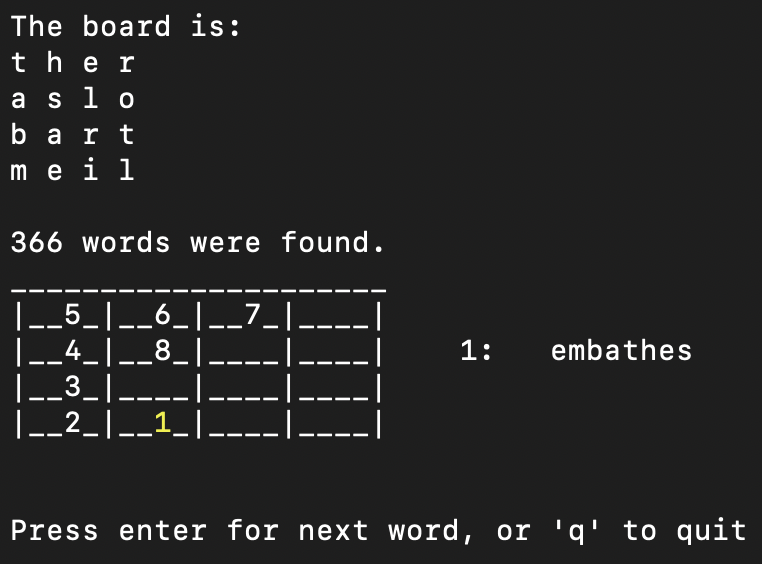 The board is:
t h e r
a s l o
b a r t
m e i l
366 words were found.
_____________________
|__5_|__6_|__7_|____|
|__4_|__8_|____|____|    1:   embathes
|__3_|____|____|____|
|__2_|__1_|____|____|
Press enter for next word, or 'q' to quit